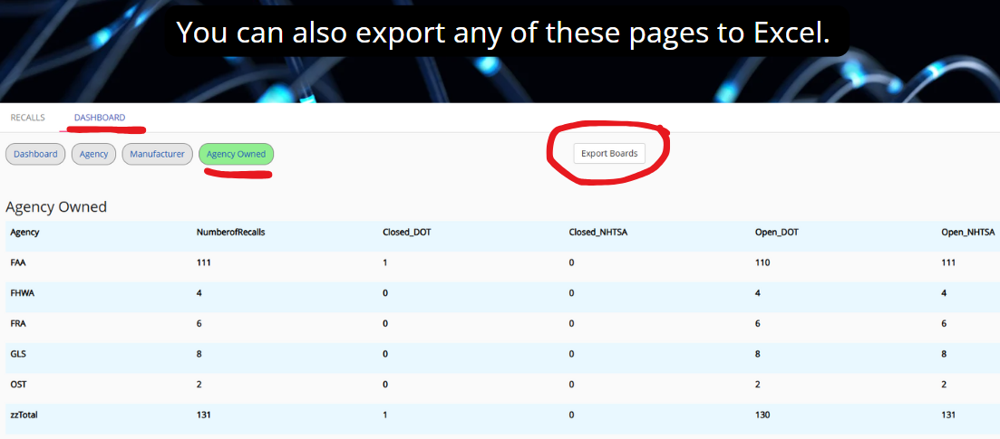 You can also export any of these pages to Excel.
RECALLS DASHBOARD
Dashboard Agency Manufacturer Agency Owned Export Boards
Agency Owned
Agency NumberofRecalls Closed_DOT Closed_NHTSA Open_DOT Open_NHTSA
FAA 111 1 0 110 111
FHWA 4 0 0 4 4
FRA 6 0 0 6 6
GLS 8 0 0 8 8
OST 2 0 0 2 2
zzTotal 131 1 0 130 131